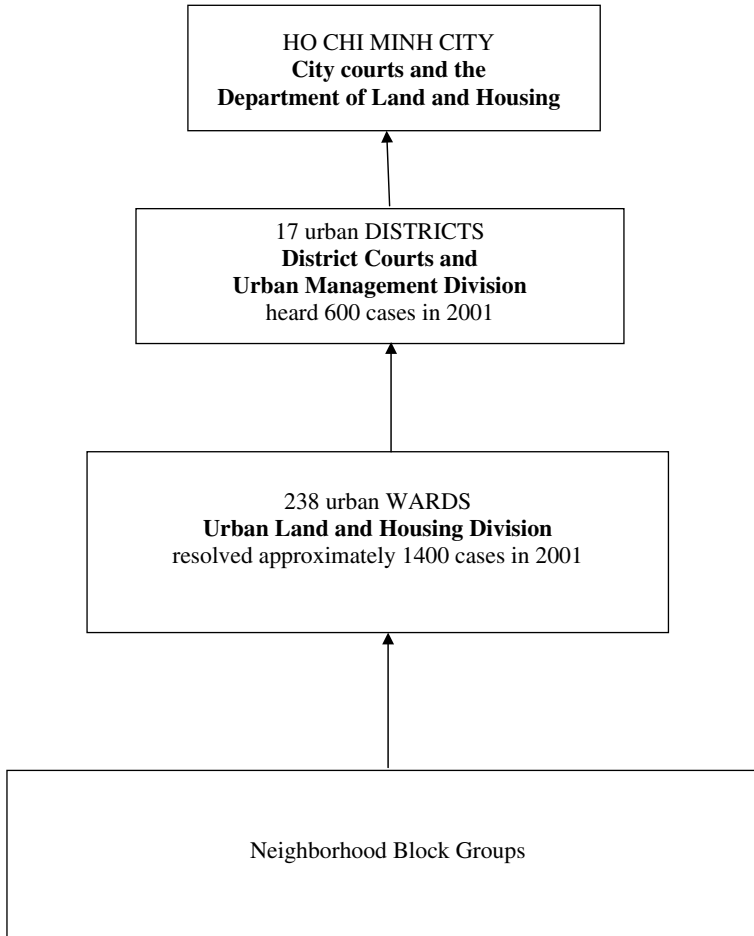 HO CHI MINH CITY
City courts and the
Department of Land and Housing
17 urban DISTRICTS
District Courts and
Urban Management Division
heard 600 cases in 2001
238 urban WARDS
Urban Land and Housing Division
resolved approximately 1400 cases in 2001
Neighborhood Block Groups